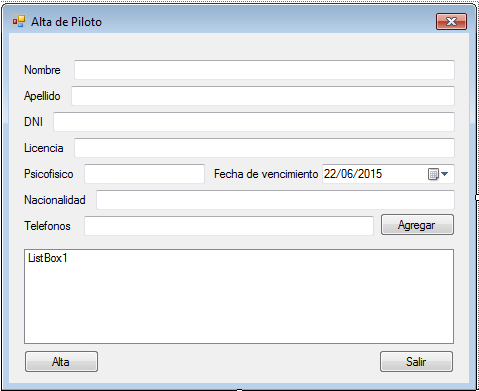 Alta de Piloto
Nombre
Apellido
DNI
Licencia
Psicofisico Fecha de vencimiento 22/06/2015
Nacionalidad
Telefonos Agregar
ListBox1
Alta Salir